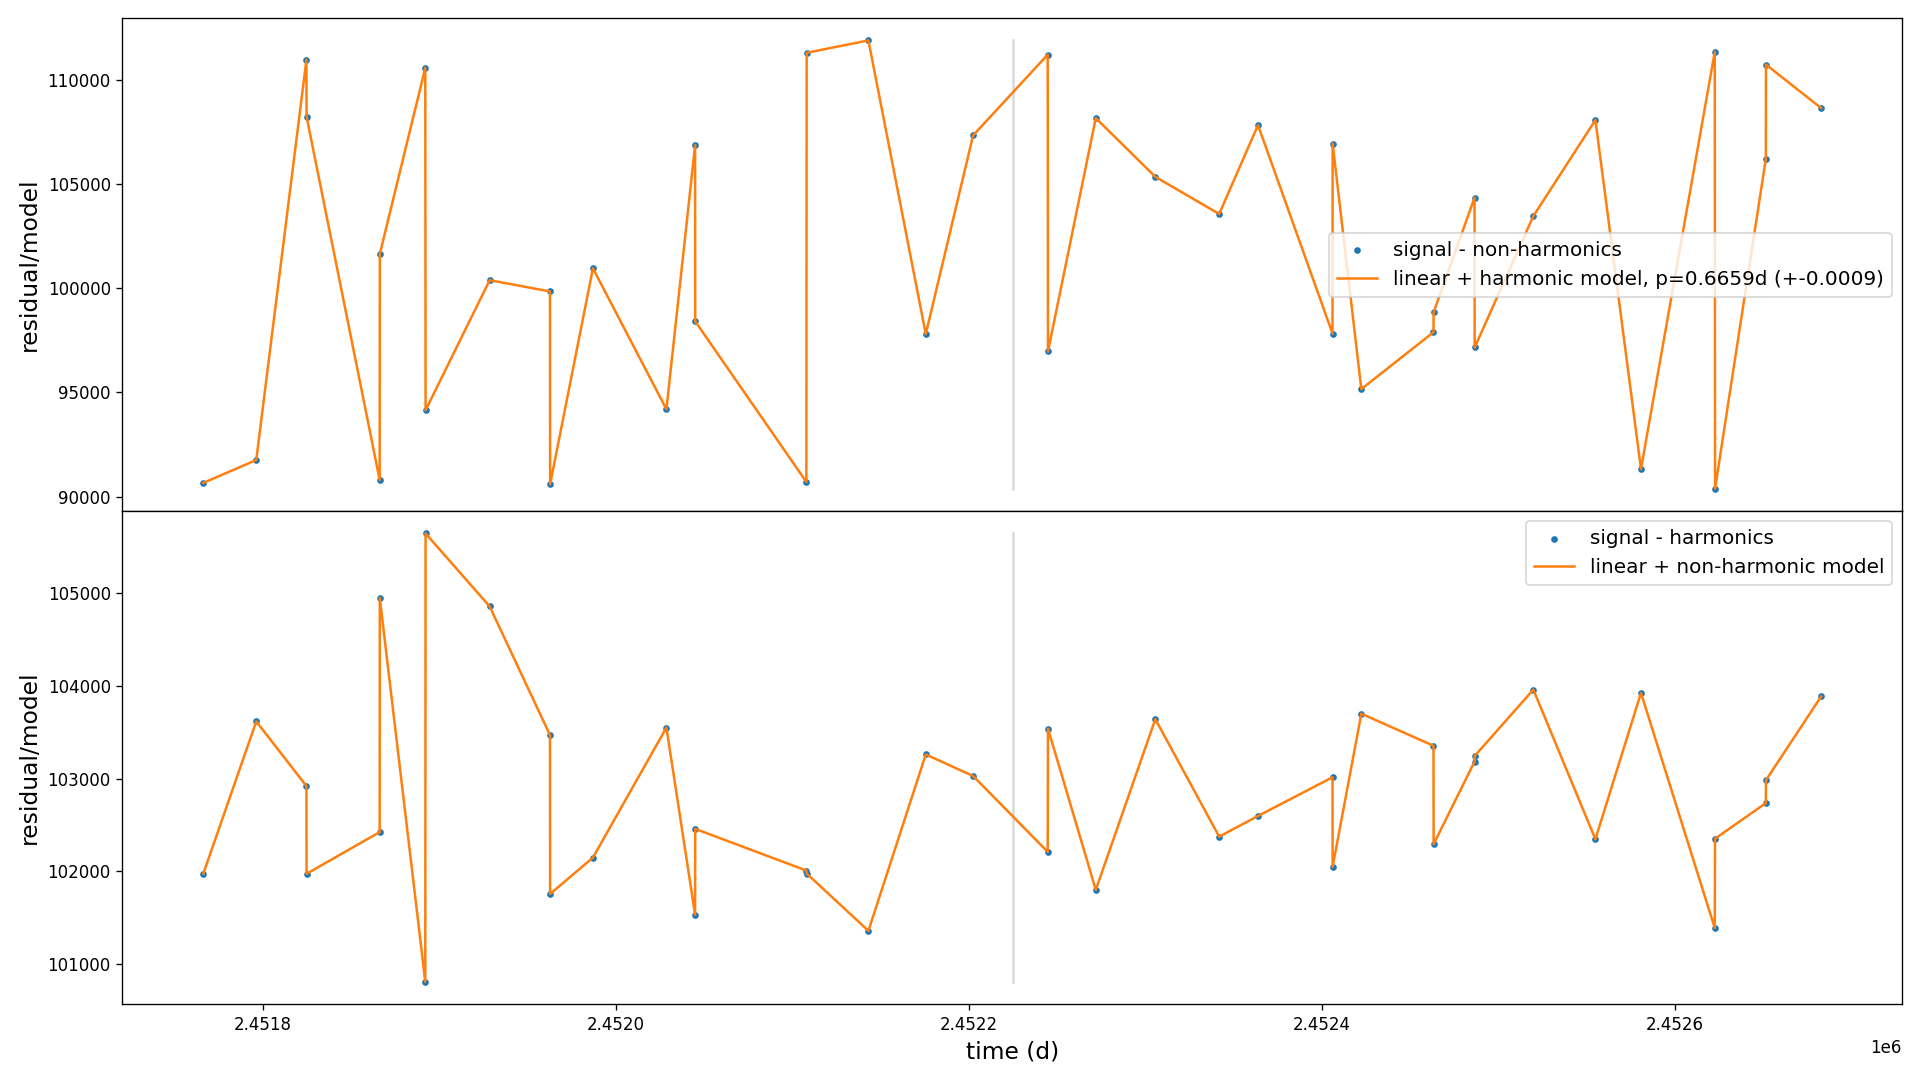 110000
105000
100000
95000
90000
residual/model
signal - non-harmonics
linear + harmonic model, p=0.6659d (+-0.0009)
105000
104000
103000
102000
101000
residual/model
signal - harmonics
linear + non-harmonic model
2.4518
2.4520
2.4522
2.4524
2.4526
1e6
time (d)